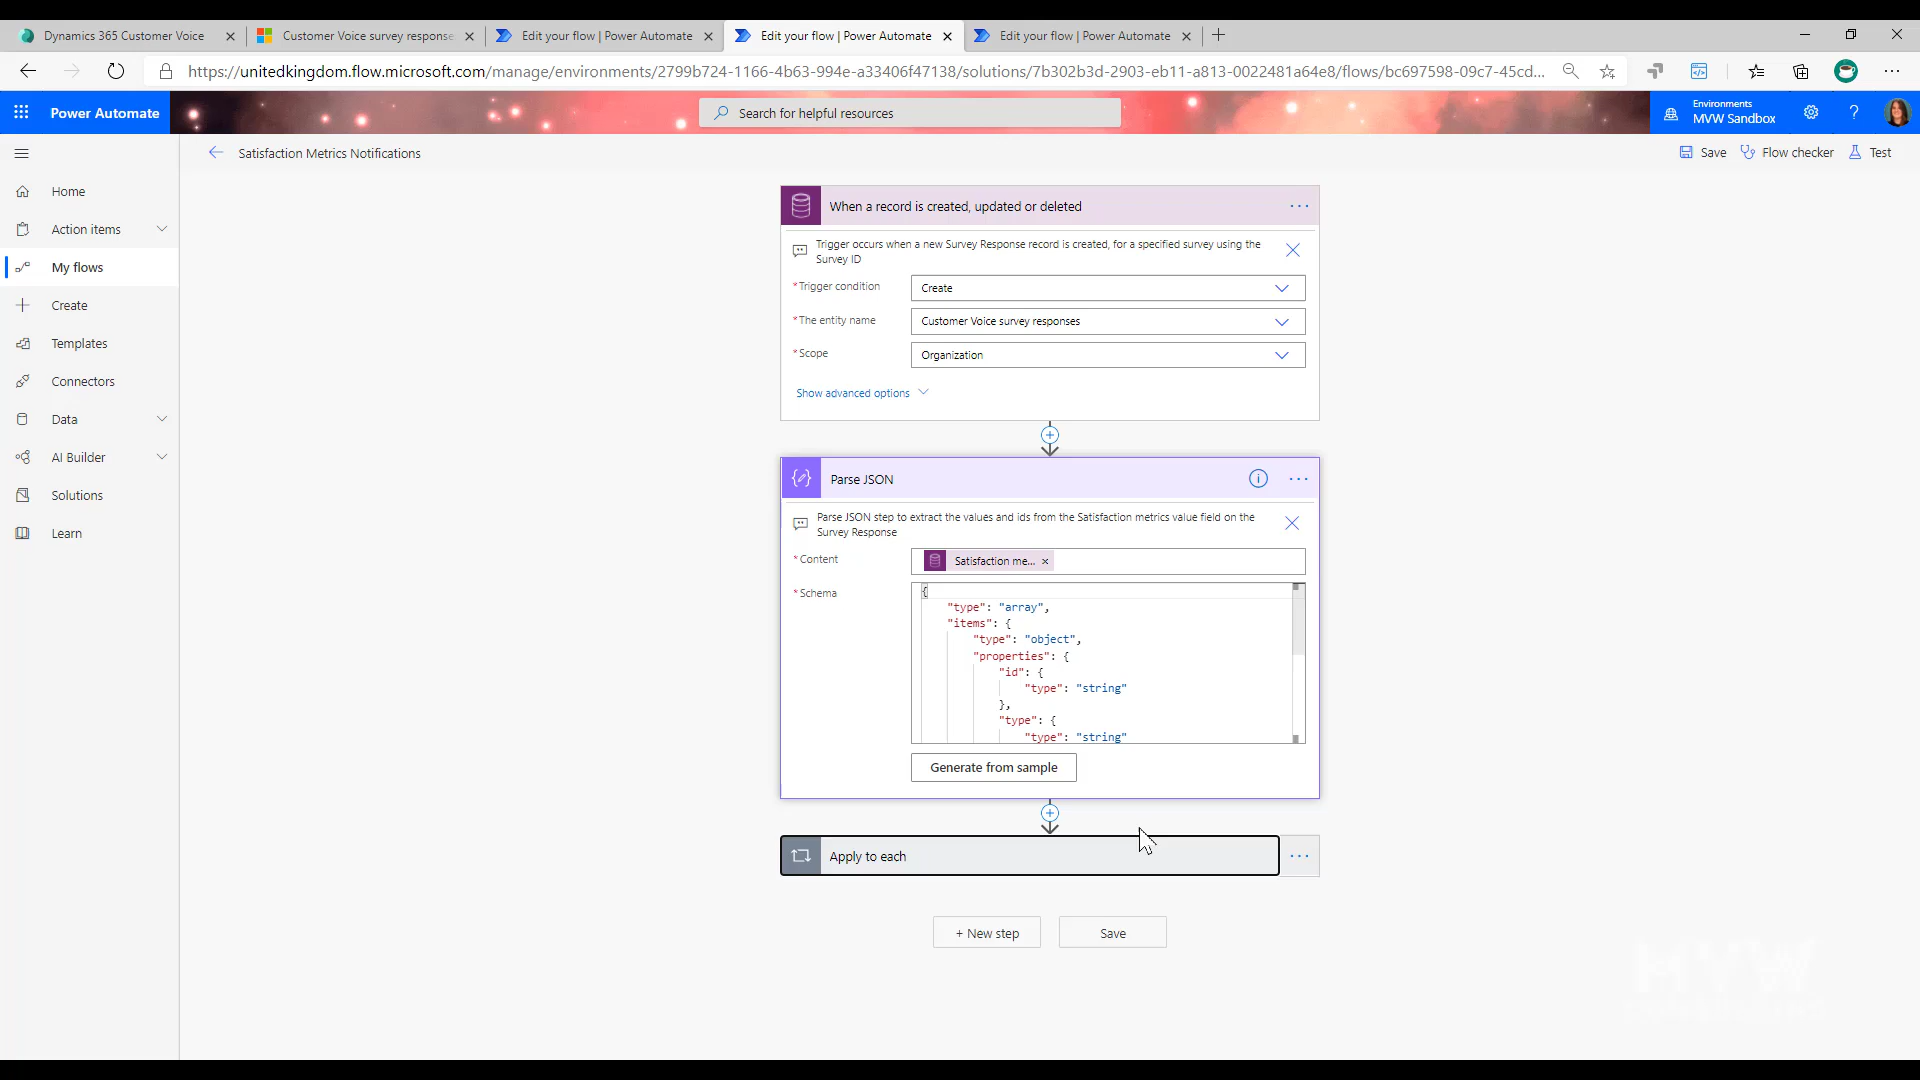 Dynamics 365 Customer Voice
Customer Voice survey response
Edit your flow | Power Automate
Edit your flow | Power Automate
Edit your flow | Power Automate
https://unitedkingdom.flow.microsoft.com/manage/environments/2799b724-1166-4b63-994e-a33406f47138/solutions/7b302b3d-2903-eb11-a813-0022481a64e8/flows/bc697598-09c7-45cd...
Power Automate
Search for helpful resources
Environments
MVW Sandbox
Satisfaction Metrics Notifications
Save
Flow checker
Test
Home
Action items
My flows
Create
Templates
Connectors
Data
AI Builder
Solutions
Learn
When a record is created, updated or deleted
Trigger occurs when a new Survey Response record is created, for a specified survey using the
Survey ID
*Trigger condition
Create
*The entity name
Customer Voice survey responses
*Scope
Organization
Show advanced options
Parse JSON
Parse JSON step to extract the values and ids from the Satisfaction metrics value field on the
Survey Response
*Content
Satisfaction me... ×
*Schema
{
"type": "array",
"items": {
"type": "object",
"properties": {
"id": {
"type": "string"
},
"type": {
"type": "string"
Generate from sample
Apply to each
+ New step
Save